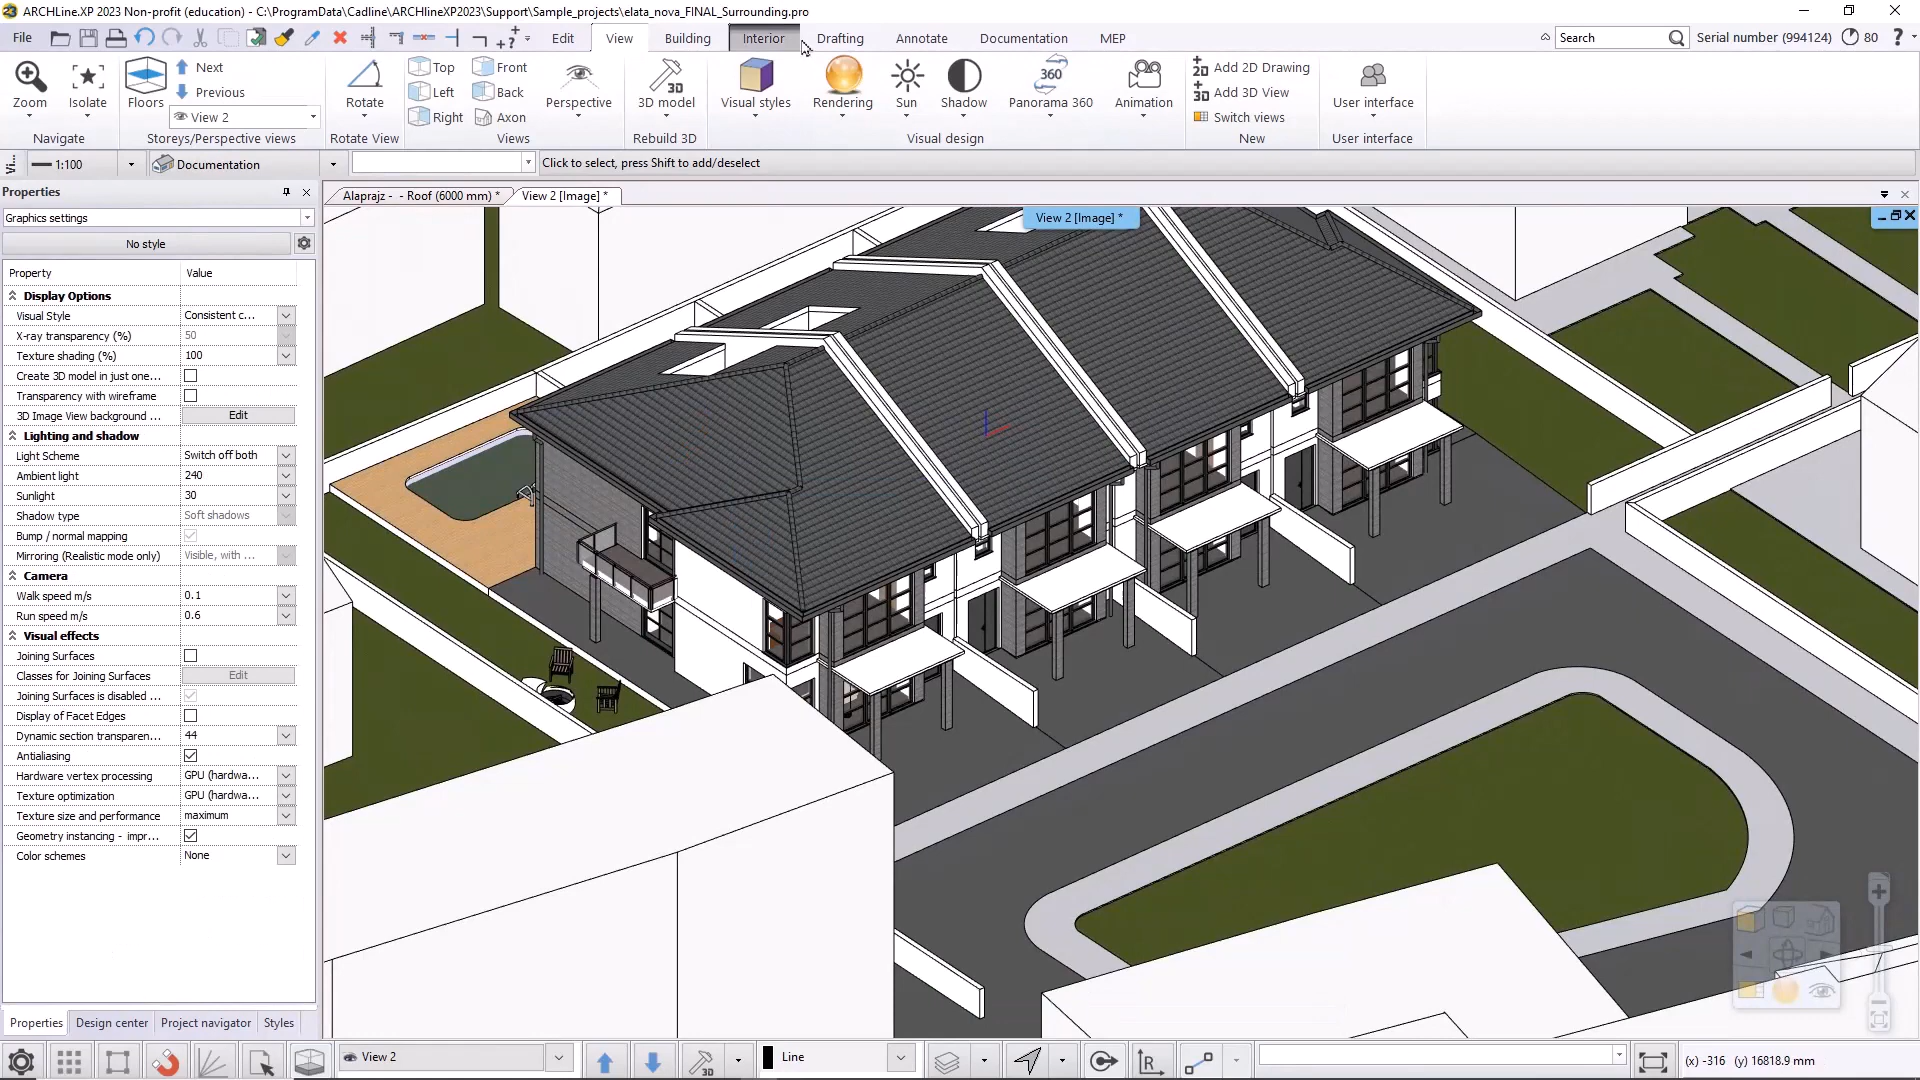 ARCHLine.XP 2023 Non-profit (education) - C:\ProgramData\Cadline\ARCHlineXP2023\Support\Sample_projects\elata_nova_FINAL_Surrounding.pro
File Edit View Building Interior Drafting Annotate Documentation MEP Search Serial number (994124) 80 ?
Next Top Front Add 2D Drawing
Previous Left Back Add 3D View
Zoom Isolate Floors Rotate Perspective 3D model Visual styles Rendering Sun Shadow Panorama 360 Animation User interface
View 2 Right Axon Switch views
Navigate Storeys/Perspective views Rotate View Views Rebuild 3D Visual design New User interface
1:100 Documentation Click to select, press Shift to add/deselect
Properties
Alaprajz - - Roof (6000 mm) * View 2 [Image] *
Graphics settings View 2 [Image] *
No style
Property Value
Display Options
Visual Style Consistent c...
X-ray transparency (%) 50
Texture shading (%) 100
Create 3D model in just one...
Transparency with wireframe
3D Image View background ... Edit
Lighting and shadow
Light Scheme Switch off both
Ambient light 240
Sunlight 30
Shadow type Soft shadows
Bump / normal mapping
Mirroring (Realistic mode only) Visible, with ...
Camera
Walk speed m/s 0.1
Run speed m/s 0.6
Visual effects
Joining Surfaces
Classes for Joining Surfaces Edit
Joining Surfaces is disabled ...
Display of Facet Edges
Dynamic section transparen... 44
Antialiasing
Hardware vertex processing GPU (hardwa...
Texture optimization GPU (hardwa...
Texture size and performance maximum
Geometry instancing - impr...
Color schemes None
Properties Design center Project navigator Styles
View 2 3D Line (x) -316 (y) 16818.9 mm